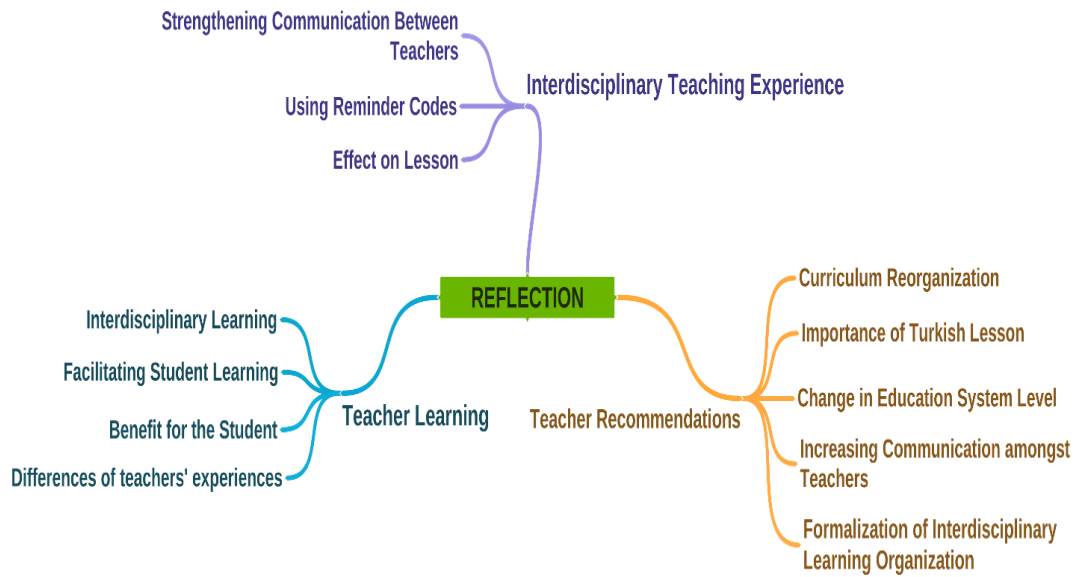 Strengthening Communication Between
Teachers
Using Reminder Codes
Effect on Lesson
Interdisciplinary Teaching Experience
REFLECTION
Interdisciplinary Learning
Facilitating Student Learning
Benefit for the Student
Differences of teachers' experiences
Teacher Learning
Teacher Recommendations
Curriculum Reorganization
Importance of Turkish Lesson
Change in Education System Level
Increasing Communication amongst
Teachers
Formalization of Interdisciplinary
Learning Organization